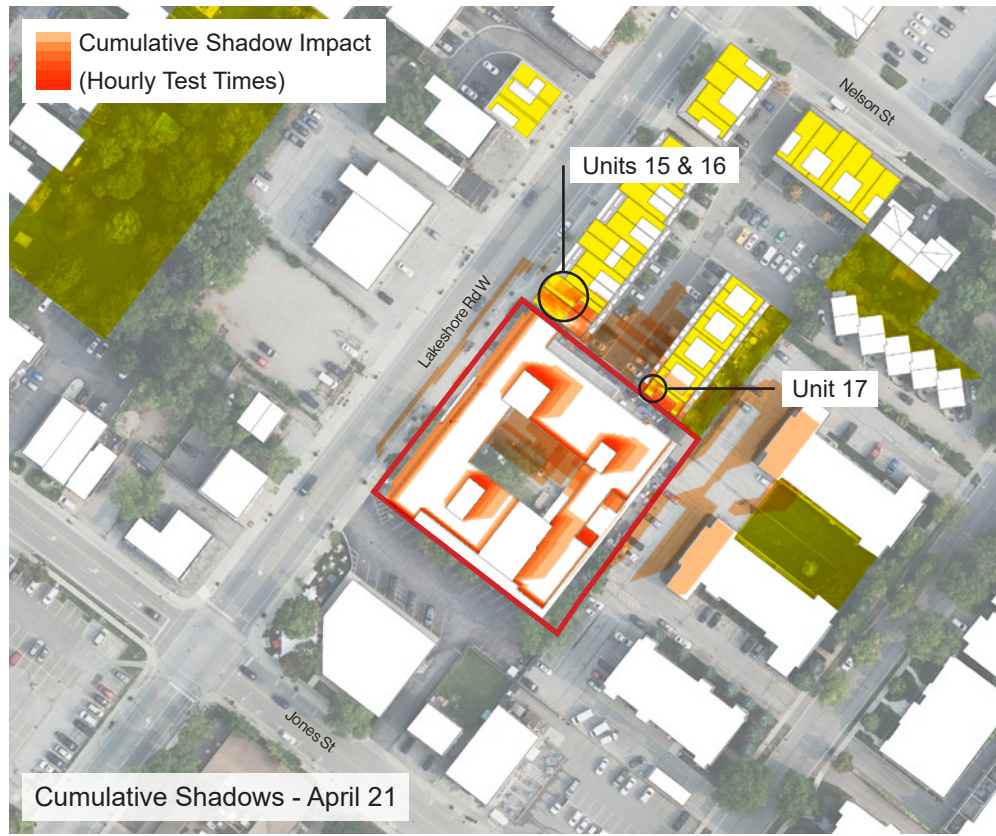 Cumulative Shadow Impact
(Hourly Test Times)
Nelson St
Units 15 & 16
Lakeshore Rd W
Unit 17
Jones St
Cumulative Shadows - April 21